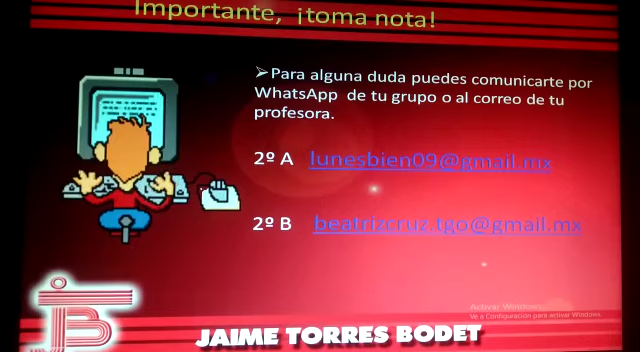 Importante, ¡toma nota!
➢Para alguna duda puedes comunicarte por
WhatsApp de tu grupo o al correo de tu
profesora.
2º A lunesbien09@gmail.mx
2º B beatrizcruz.tgo@gmail.mx
Activar Windows
Ve a Configuración para activar Windows.
JAIME TORRES BODET